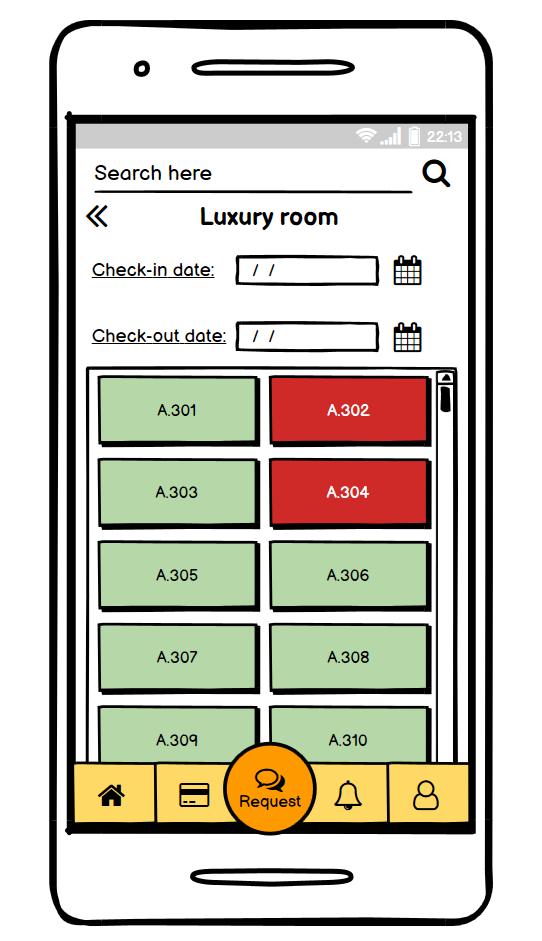 22:13
Search here
Luxury room
Check-in date: / /
Check-out date: / /
A.301 A.302
A.303 A.304
A.305 A.306
A.307 A.308
A.309 A.310
Request